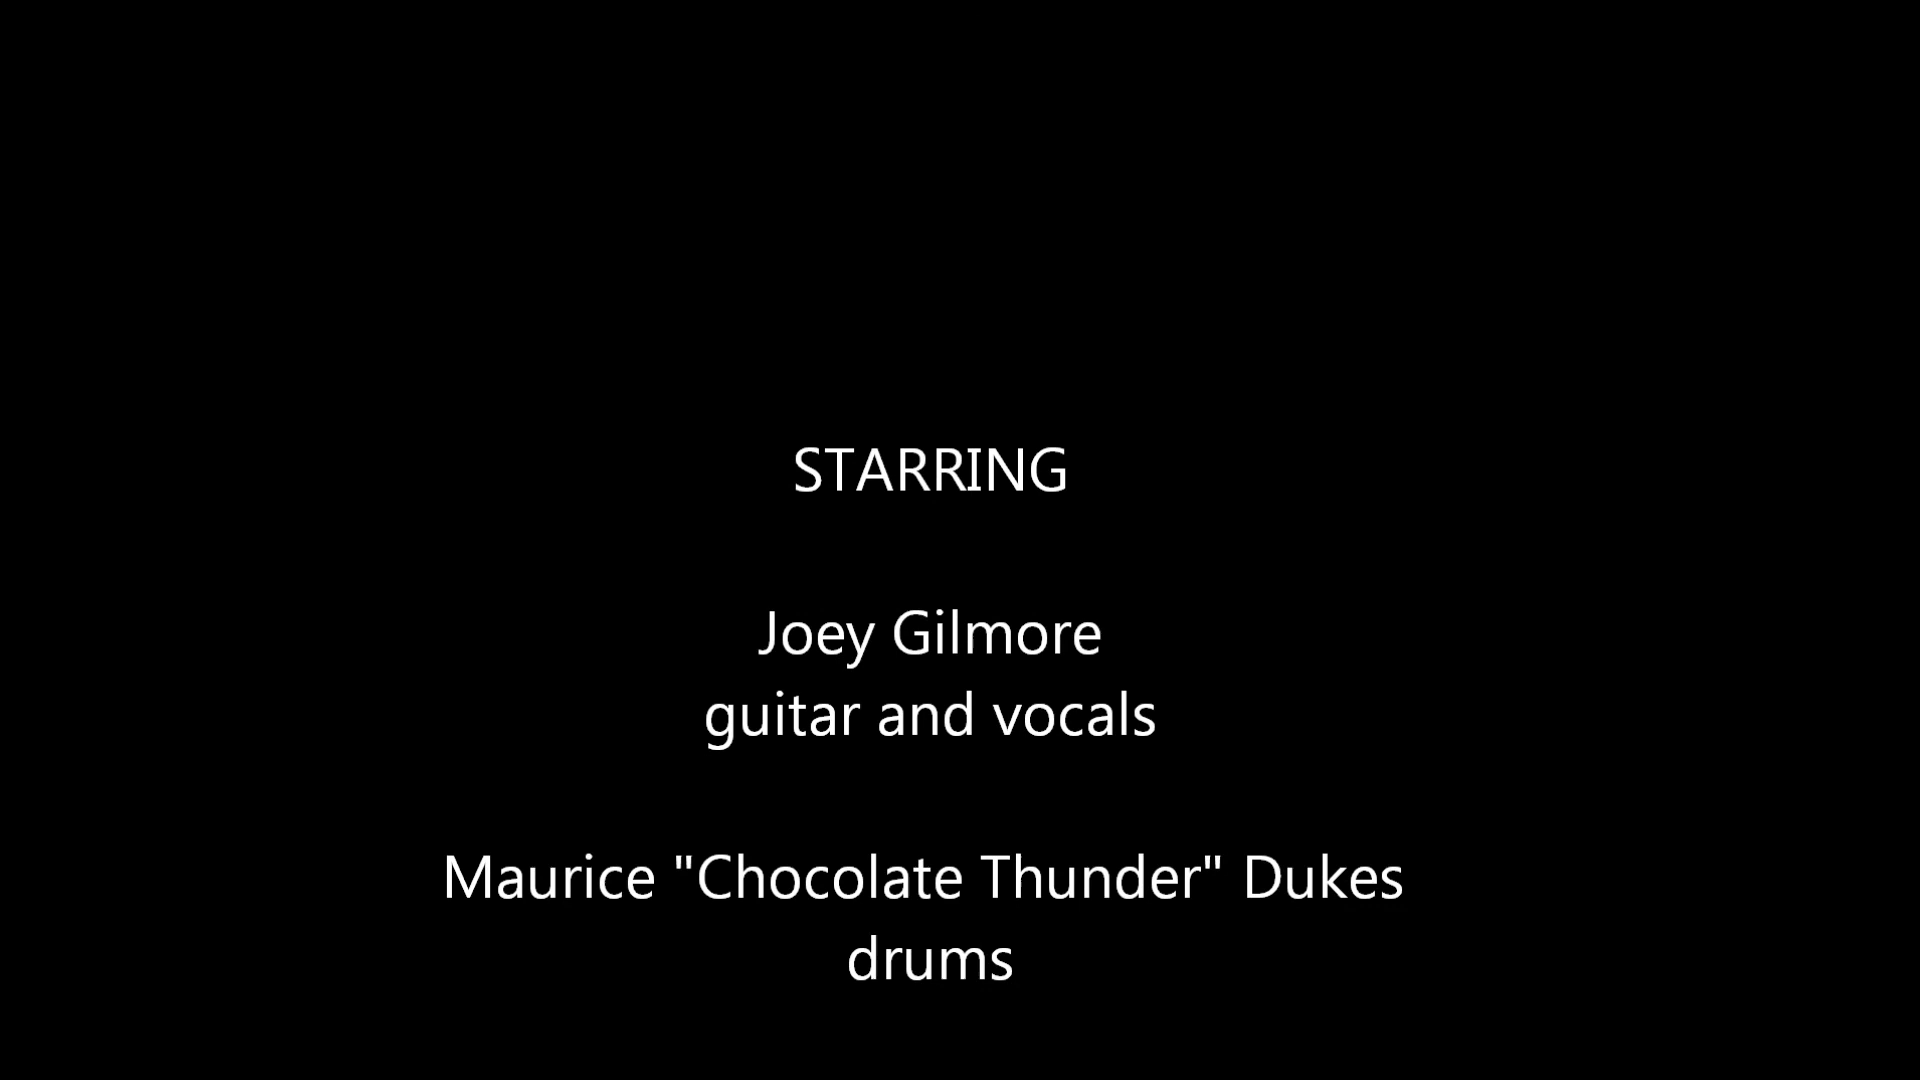 STARRING
Joey Gilmore
guitar and vocals
Maurice "Chocolate Thunder" Dukes
drums